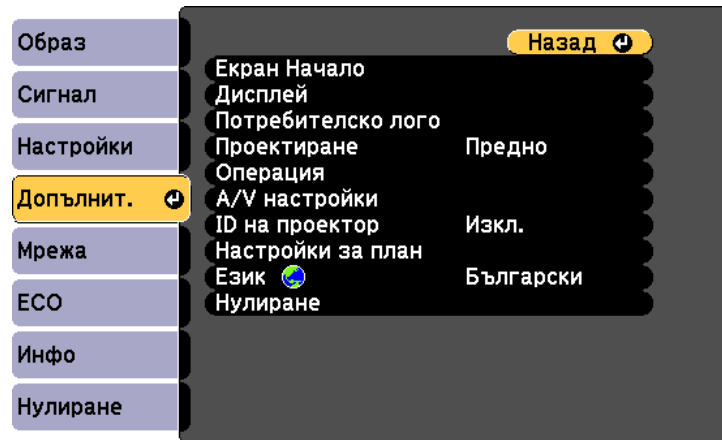 Образ
Сигнал
Настройки
Допълнит.
Мрежа
ECO
Инфо
Нулиране
Назад
Екран Начало
Дисплей
Потребителско лого
Проектиране Предно
Операция
A/V настройки
ID на проектор Изкл.
Настройки за план
Език Български
Нулиране